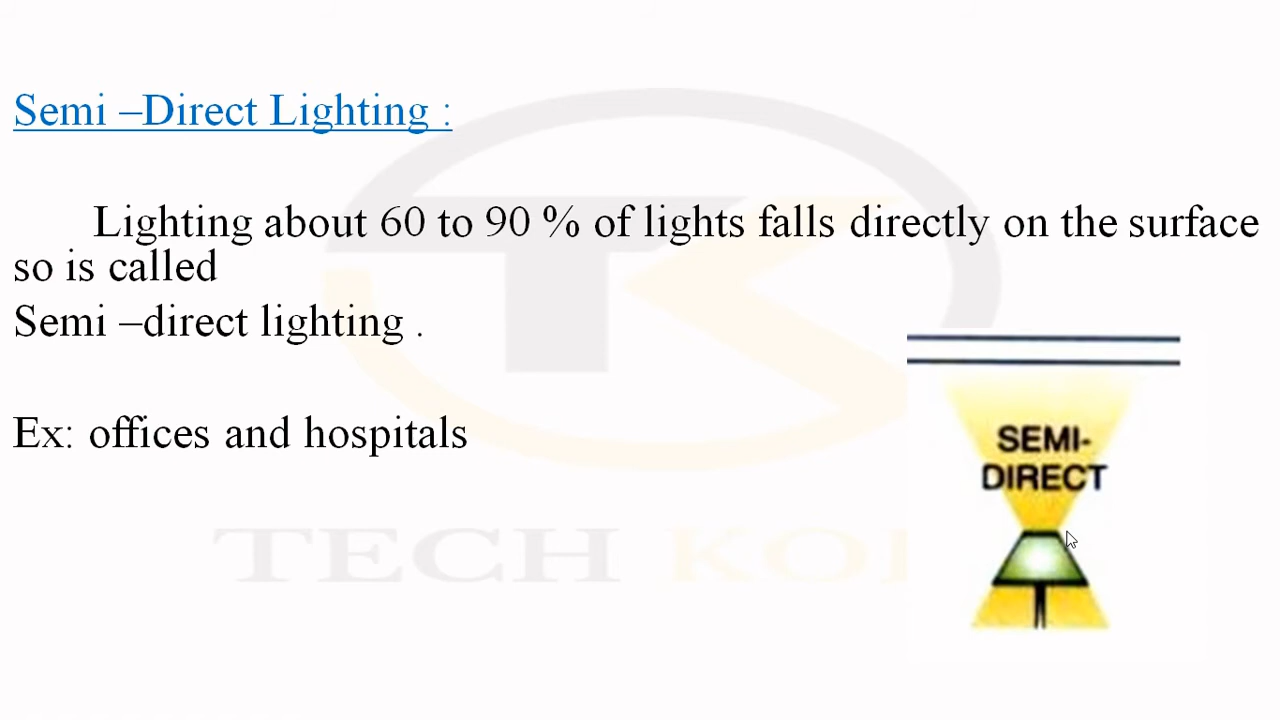 Semi –Direct Lighting :
Lighting about 60 to 90 % of lights falls directly on the surface
so is called
Semi –direct lighting .
Ex: offices and hospitals
SEMI-
DIRECT
TECH